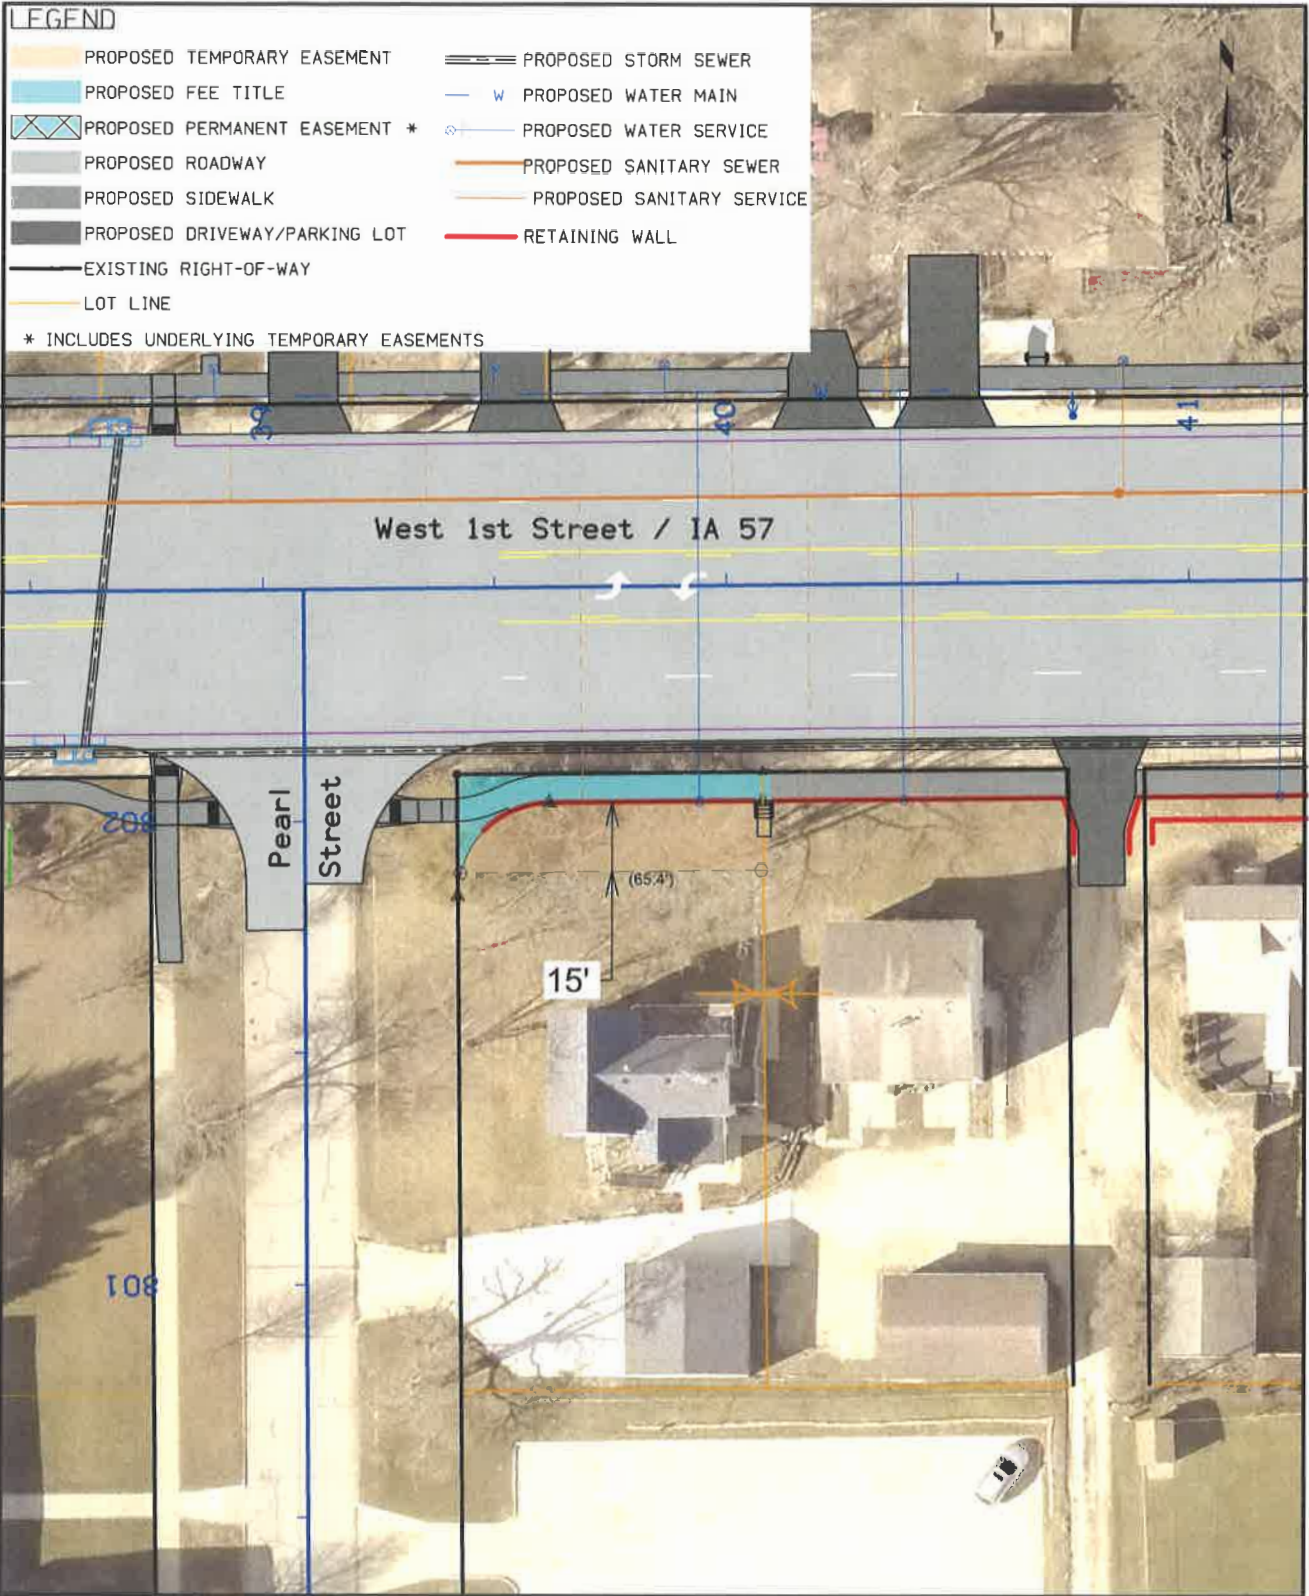 LEGEND
PROPOSED TEMPORARY EASEMENT
PROPOSED FEE TITLE
PROPOSED PERMANENT EASEMENT *
PROPOSED ROADWAY
PROPOSED SIDEWALK
PROPOSED DRIVEWAY/PARKING LOT
EXISTING RIGHT-OF-WAY
LOT LINE
* INCLUDES UNDERLYING TEMPORARY EASEMENTS
PROPOSED STORM SEWER
W PROPOSED WATER MAIN
PROPOSED WATER SERVICE
PROPOSED SANITARY SEWER
PROPOSED SANITARY SERVICE
RETAINING WALL
39
40
41
West 1st Street / IA 57
Pearl
Street
802
(65.4')
15'
801